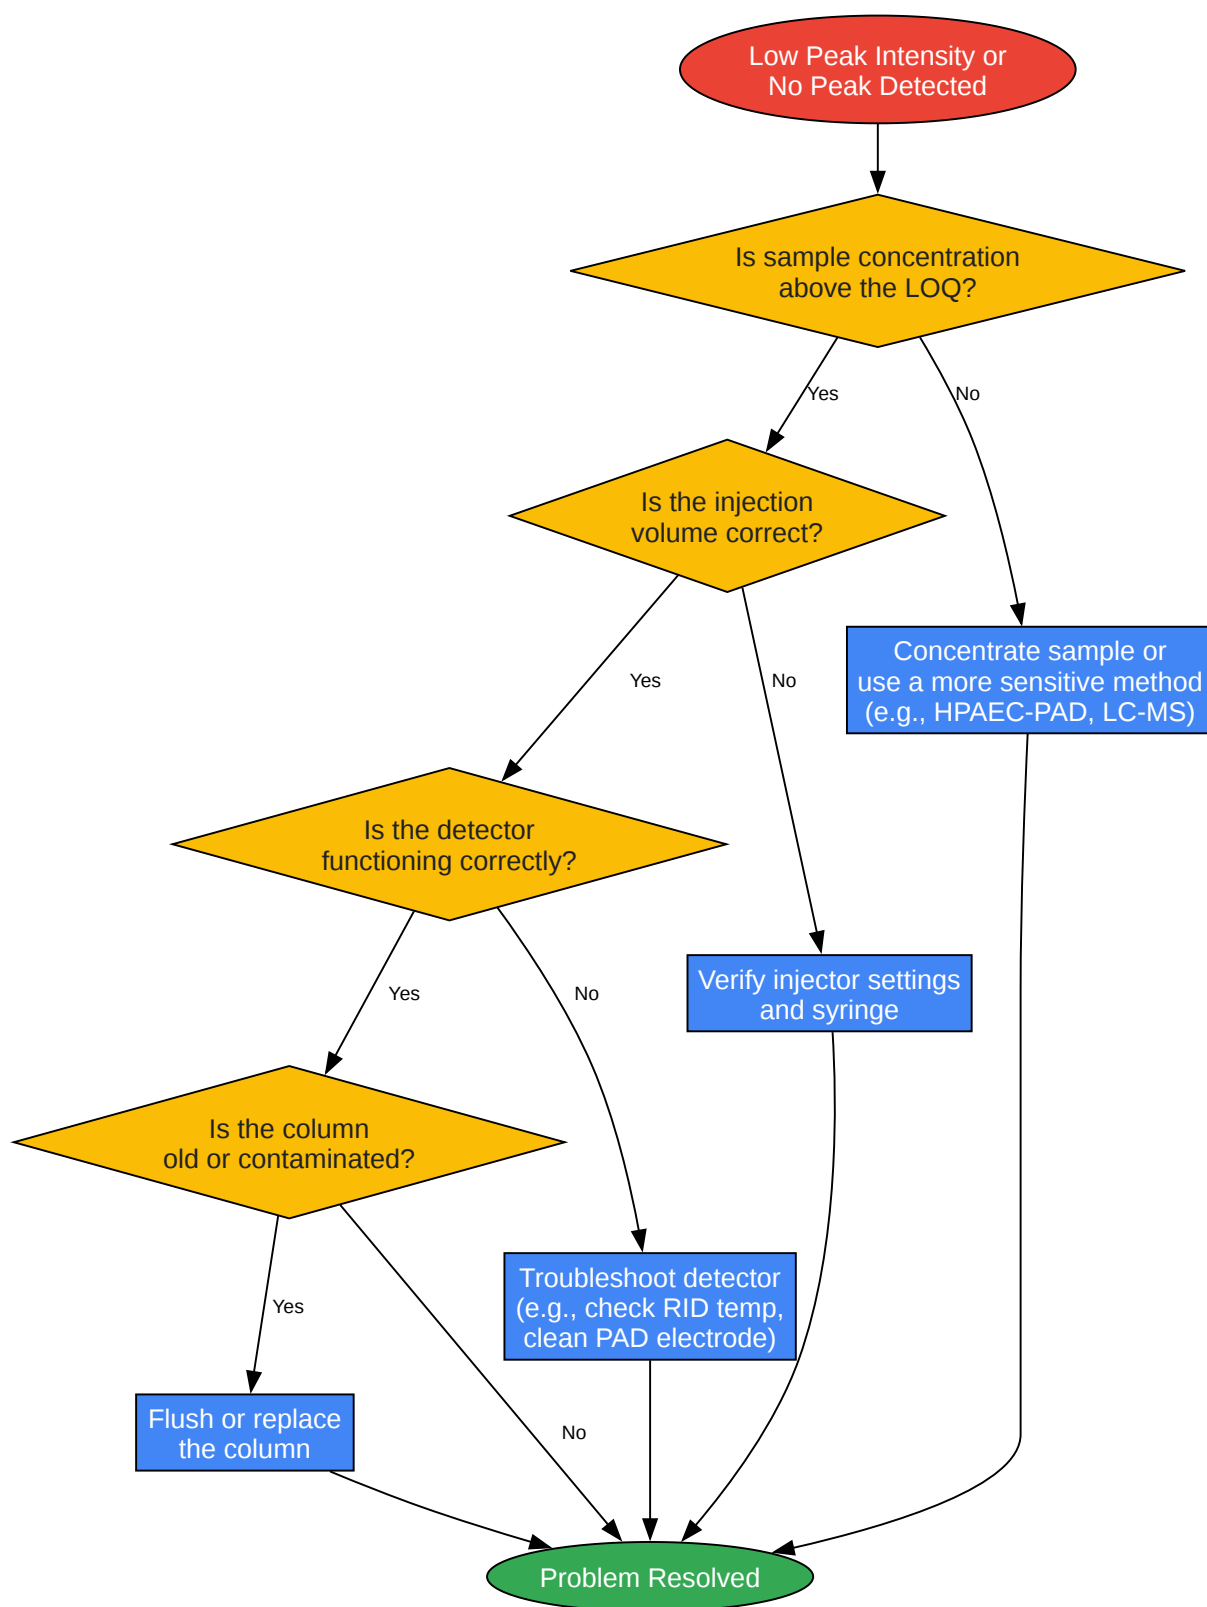 Low Peak Intensity or
No Peak Detected
Is sample concentration
above the LOQ?
Yes
No
Is the injection
volume correct?
Yes
No
Concentrate sample or
use a more sensitive method
(e.g., HPAEC-PAD, LC-MS)
Is the detector
functioning correctly?
Yes
No
Verify injector settings
and syringe
Is the column
old or contaminated?
Yes
No
Troubleshoot detector
(e.g., check RID temp,
clean PAD electrode)
Flush or replace
the column
Problem Resolved